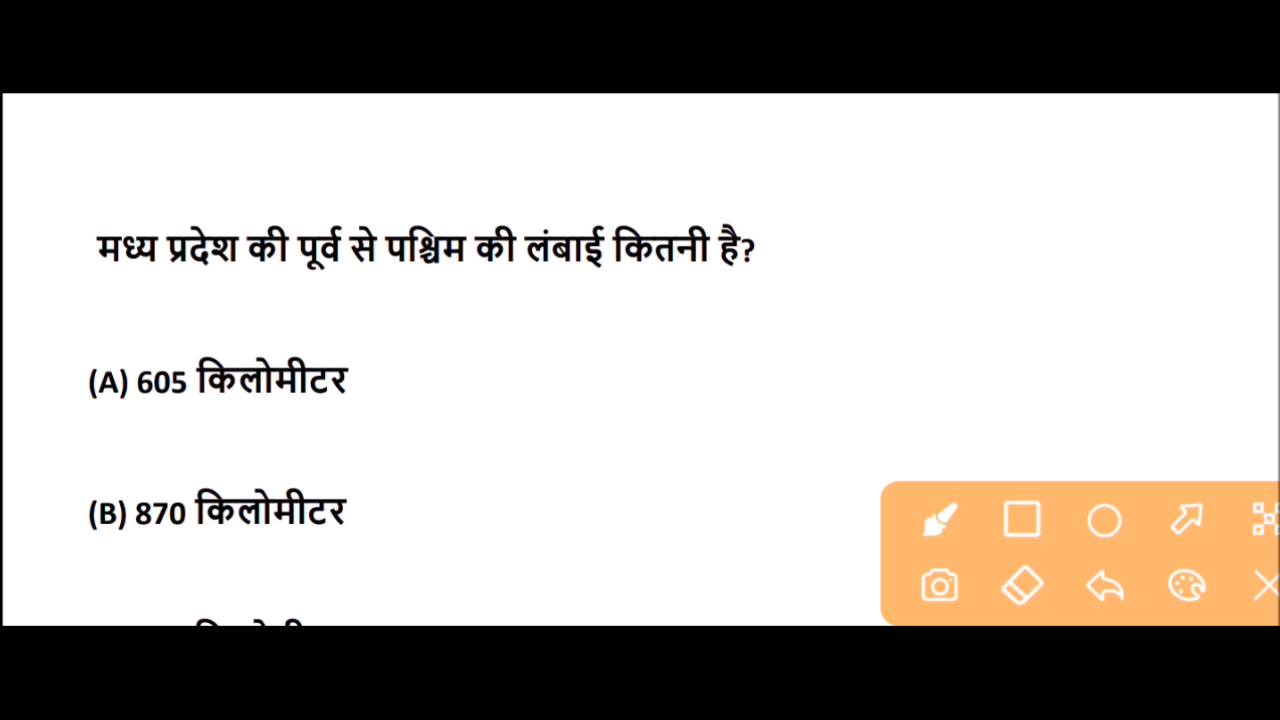 मध्य प्रदेश की पूर्व से पश्चिम की लंबाई कितनी है?
(A) 605 किलोमीटर
(B) 870 किलोमीटर